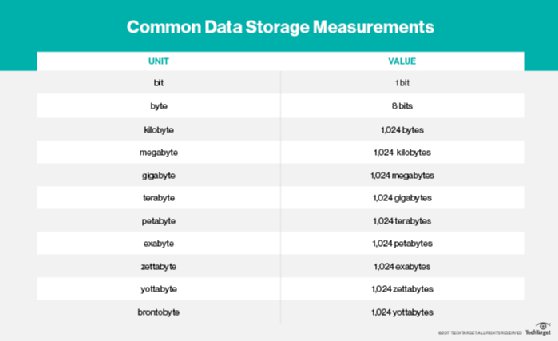 Common Data Storage Measurements
UNIT VALUE
bit 1 bit
byte 8 bits
kilobyte 1,024 bytes
megabyte 1,024 kilobytes
gigabyte 1,024 megabytes
terabyte 1,024 gigabytes
petabyte 1,024 terabytes
exabyte 1,024 petabytes
zettabyte 1,024 exabytes
yottabyte 1,024 zettabytes
brontobyte 1,024 yottabytes
©2017 TECHTARGET. ALL RIGHTS RESERVED TechTarget